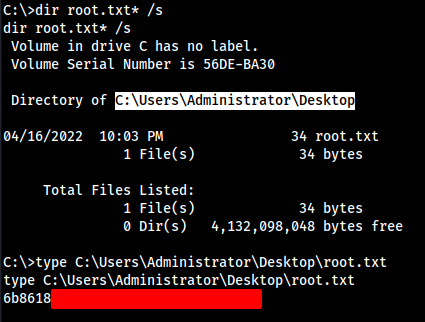 C:\>dir root.txt* /s
dir root.txt* /s
 Volume in drive C has no label.
 Volume Serial Number is 56DE-BA30

 Directory of C:\Users\Administrator\Desktop

04/16/2022  10:03 PM                34 root.txt
               1 File(s)             34 bytes

     Total Files Listed:
               1 File(s)             34 bytes
               0 Dir(s)   4,132,098,048 bytes free

C:\>type C:\Users\Administrator\Desktop\root.txt
type C:\Users\Administrator\Desktop\root.txt
6b8618